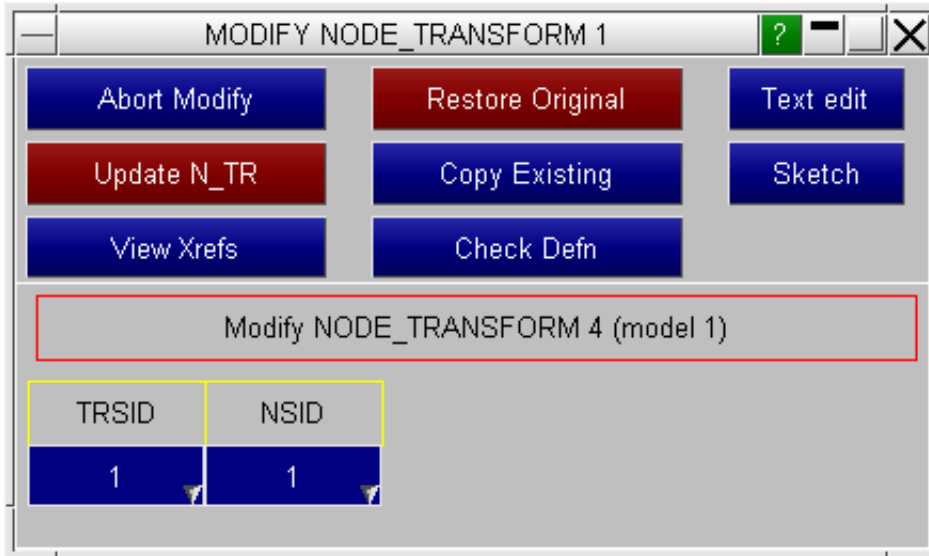 MODIFY NODE_TRANSFORM 1 ?
Abort Modify Restore Original Text edit
Update N_TR Copy Existing Sketch
View Xrefs Check Defn
Modify NODE_TRANSFORM 4 (model 1)
TRSID NSID
1 1